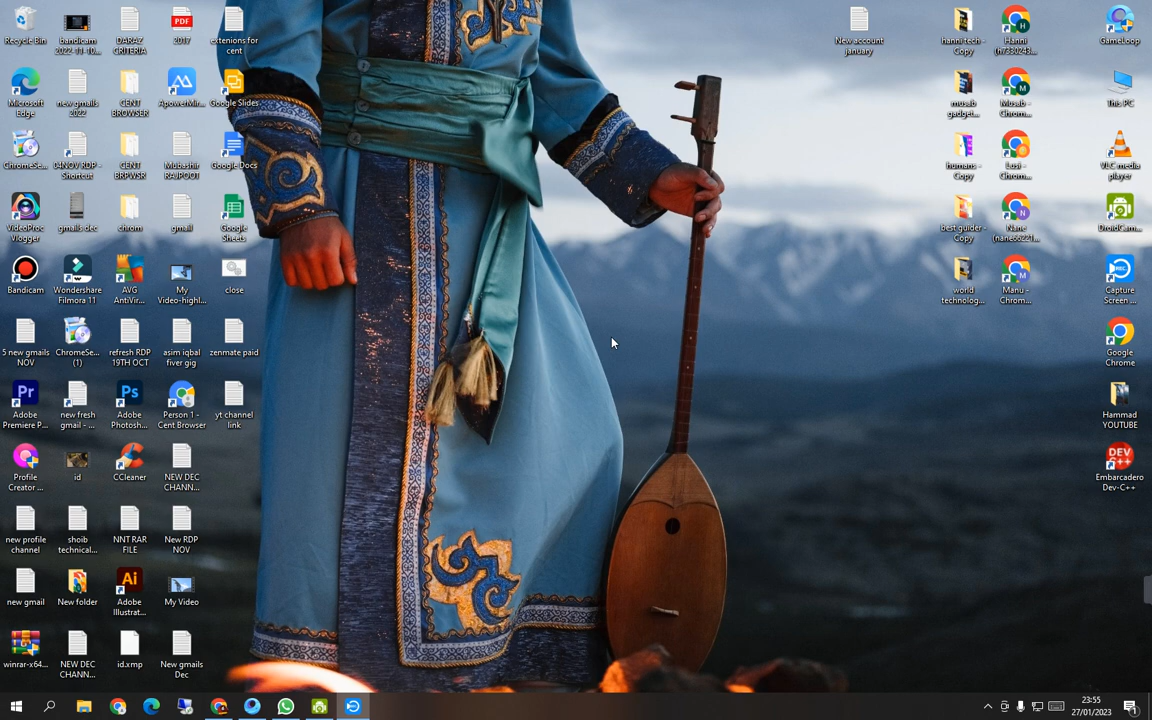 Recycle Bin
bandicam
2022-11-10...
DARAZ
CRITERIA
2017
extenions for
cent
New account
january
hanni tech -
Copy
Hanni
GameLoop
Microsoft
Edge
new gmails
2022
CENT
BROWSER
ApowerMir...
Google Slides
musab
gadget...
Musab -
Chrom...
This PC
ChromeSe...
04NOV RDP -
Shortcut
CENT
BRPWSR
Mubashir
RAJPOOT
Google Docs
humans -
Copy
Lusi -
Chrom...
VLC media
player
VideoProc
Vlogger
gmails dec
chrom
gmail
Google
Sheets
best guider -
Copy
Nane
DroidCam...
Bandicam
Wondershare
Filmora 11
AVG
AntiVir...
My
Video-highl...
close
world
technolog...
Manu -
Chrom...
Capture
Screen ...
5 new gmails
NOV
ChromeSe...
(1)
refresh RDP
19TH OCT
asim iqbal
fiver gig
zenmate paid
Google
Chrome
Adobe
Premiere P...
new fresh
gmail - ...
Adobe
Photosh...
Person 1 -
Cent Browser
yt channel
link
Hammad
YOUTUBE
Profile
Creator ...
id
CCleaner
NEW DEC
CHANN...
Embarcadero
Dev-C++
new profile
channel
shoib
technical...
NNT RAR
FILE
New RDP
NOV
new gmail
New folder
Adobe
Illustrat...
My Video
winrar-x64...
NEW DEC
CHANN...
id.xmp
New gmails
Dec
23:55
27/01/2023